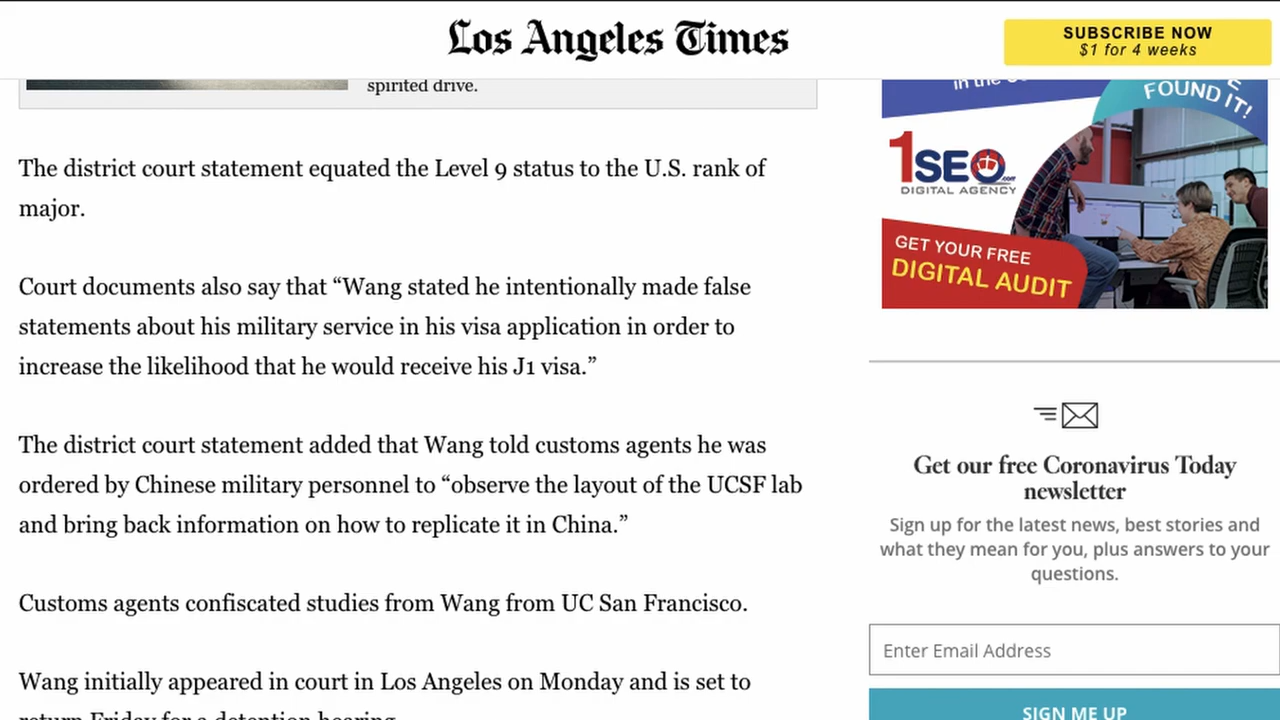 Los Angeles Times
SUBSCRIBE NOW
$1 for 4 weeks
spirited drive.
The district court statement equated the Level 9 status to the U.S. rank of
major.
Court documents also say that “Wang stated he intentionally made false
statements about his military service in his visa application in order to
increase the likelihood that he would receive his J1 visa.”
The district court statement added that Wang told customs agents he was
ordered by Chinese military personnel to “observe the layout of the UCSF lab
and bring back information on how to replicate it in China.”
Customs agents confiscated studies from Wang from UC San Francisco.
Wang initially appeared in court in Los Angeles on Monday and is set to
return Friday for a detention hearing.
in the
FOUND IT!
1SEO.com
DIGITAL AGENCY
GET YOUR FREE
DIGITAL AUDIT
Get our free Coronavirus Today
newsletter
Sign up for the latest news, best stories and
what they mean for you, plus answers to your
questions.
Enter Email Address
SIGN ME UP